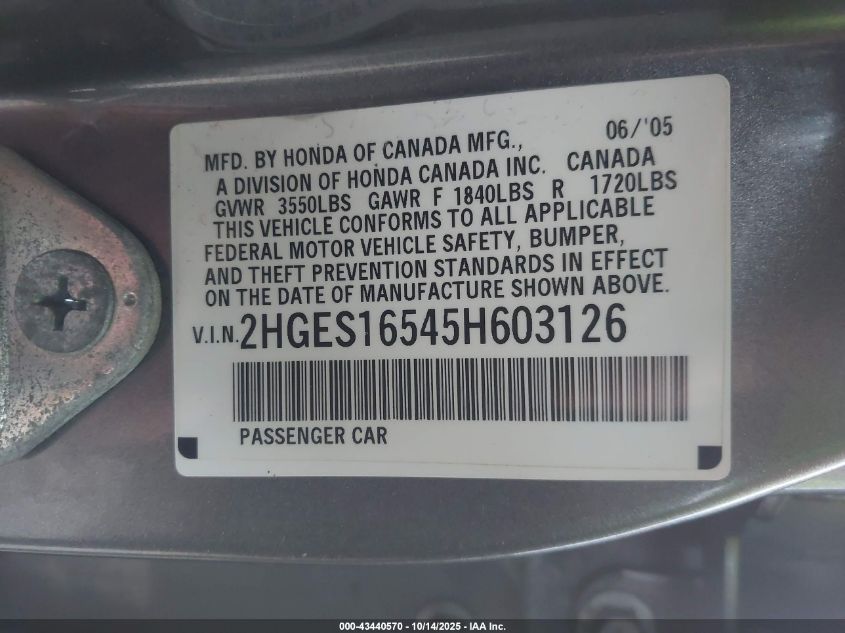 06/'05
MFD. BY HONDA OF CANADA MFG.,
A DIVISION OF HONDA CANADA INC. CANADA
GVWR 3550LBS GAWR F 1840LBS R 1720LBS
THIS VEHICLE CONFORMS TO ALL APPLICABLE
FEDERAL MOTOR VEHICLE SAFETY, BUMPER,
AND THEFT PREVENTION STANDARDS IN EFFECT
ON THE DATE OF MANUFACTURE SHOWN ABOVE.
V.I.N. 2HGES16545H603126
PASSENGER CAR
000-43440570 - 10/14/2025 - IAA Inc.